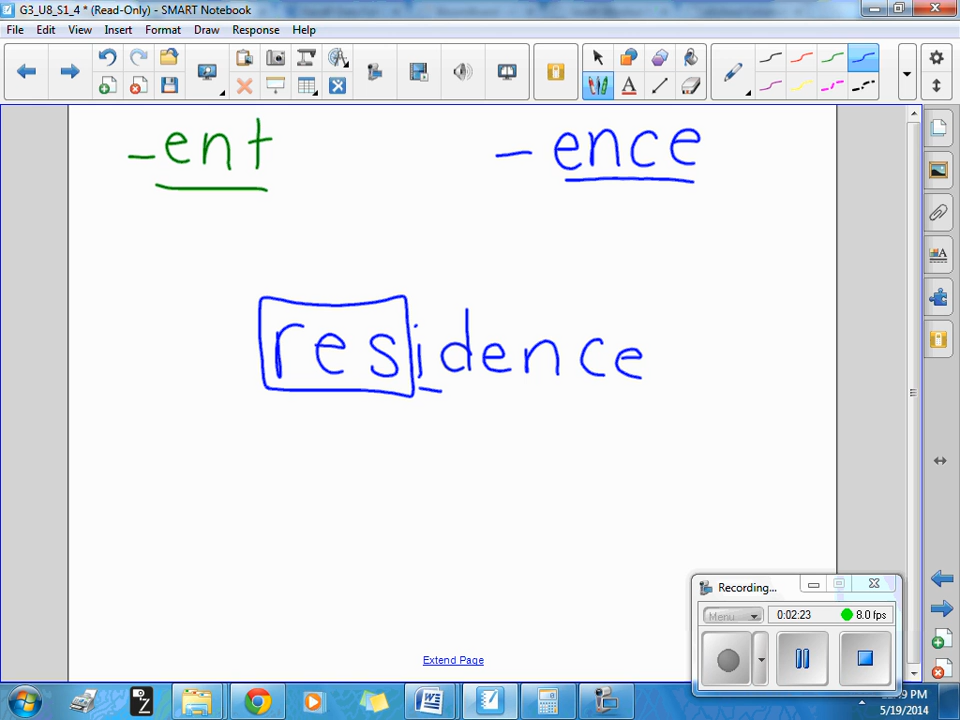 G3_U8_S1_4 * (Read-Only) - SMART Notebook
File Edit View Insert Format Draw Response Help
-ent -ence
residence
Recording...
Menu 0:02:23 8.0 fps
Extend Page
5/19/2014